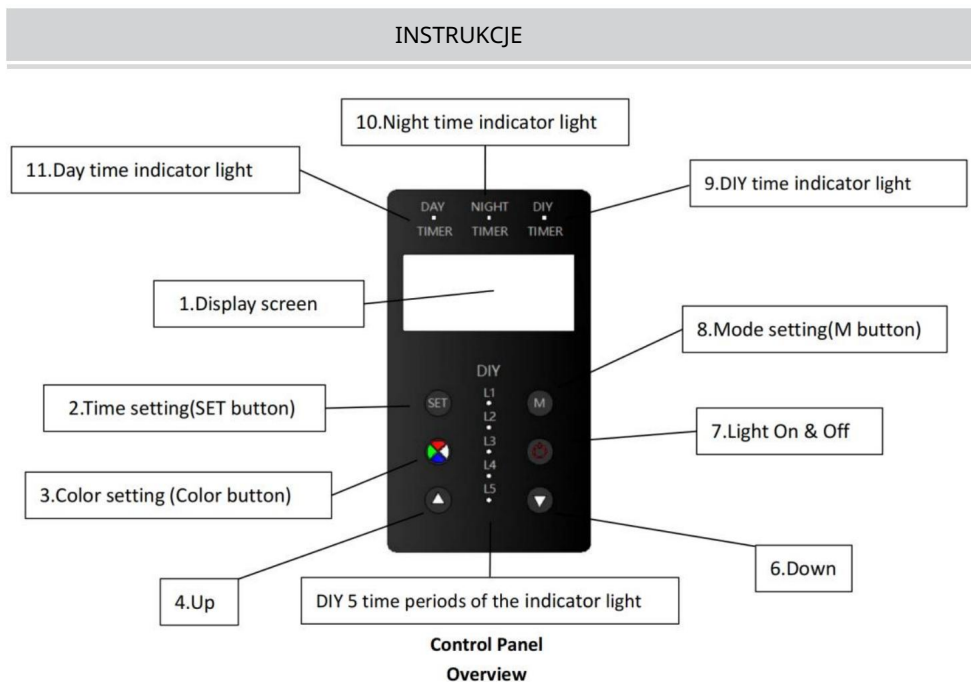 INSTRUKCJE
10.Night time indicator light
11.Day time indicator light
9.DIY time indicator light
DAY NIGHT DIY
TIMER TIMER TIMER
1.Display screen
8.Mode setting(M button)
DIY
L1
SET M
2.Time setting(SET button)
L2
7.Light On & Off
L3
L4
3.Color setting (Color button)
L5
6.Down
4.Up
DIY 5 time periods of the indicator light
Control Panel
Overview